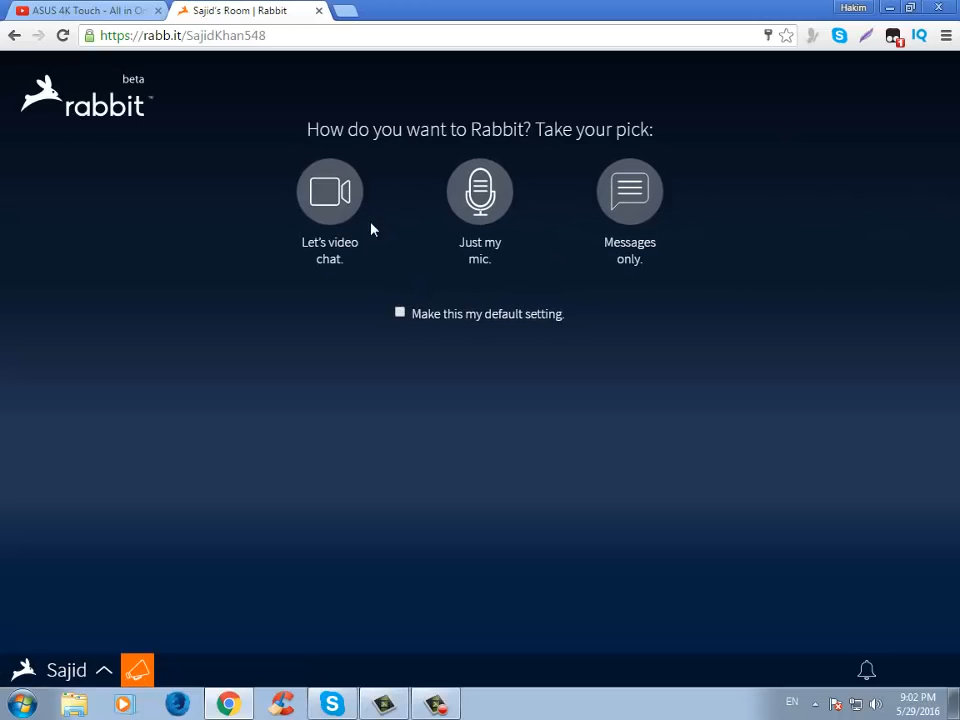 ASUS 4K Touch - All in O
Sajid's Room | Rabbit
Hakim
https://rabb.it/SajidKhan548
IQ
1
beta
rabbit
How do you want to Rabbit? Take your pick:
Let's video
chat.
Just my
mic.
Messages
only.
Make this my default setting.
Sajid
S
EN
9:02 PM
5/29/2016